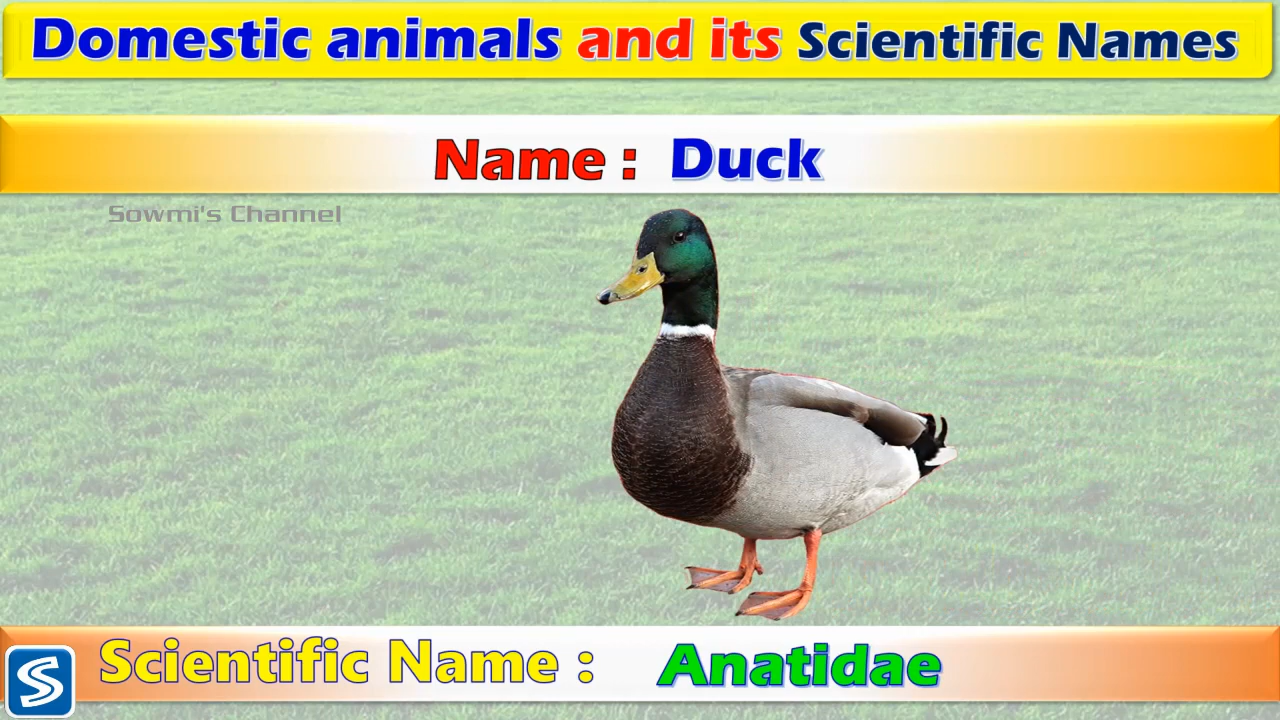 Domestic animals and its Scientific Names
Name : Duck
Sowmi's Channel
Scientific Name : Anatidae
S